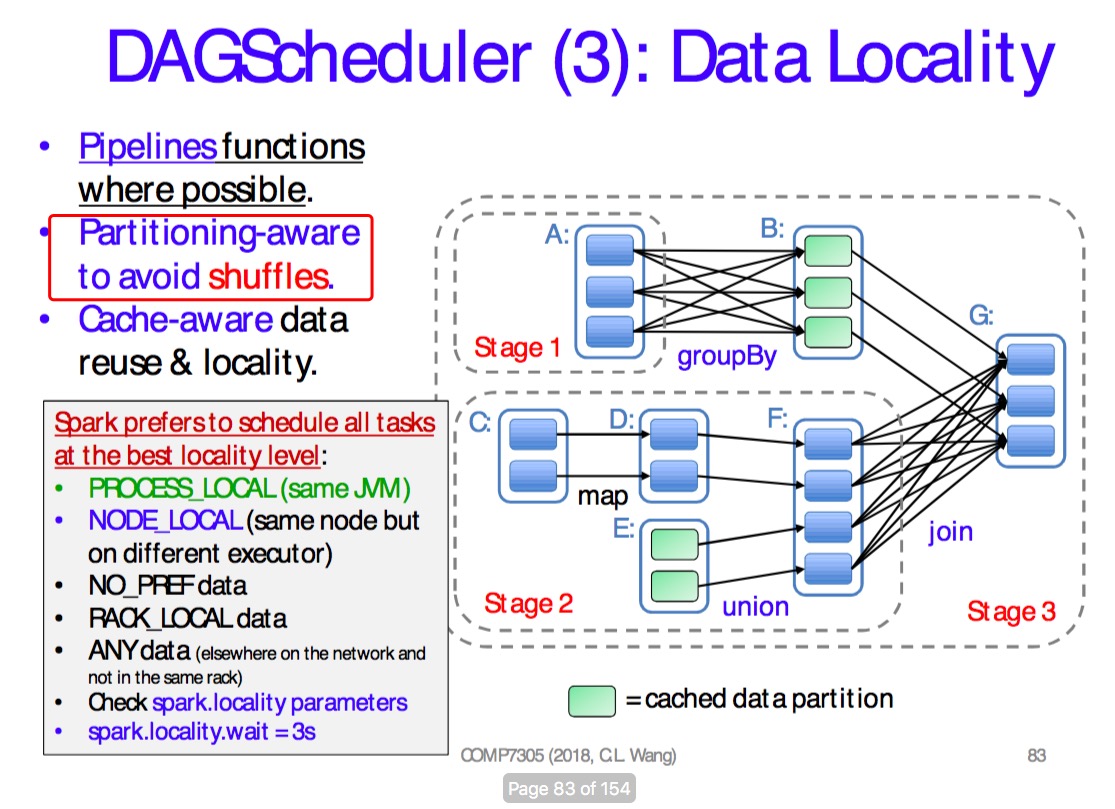 DAGScheduler (3): Data Locality
• Pipelines functions
where possible.
• Partitioning-aware
to avoid shuffles.
• Cache-aware data
reuse & locality.
Spark prefers to schedule all tasks
at the best locality level:
• PROCESS_LOCAL (same JVM)
• NODE_LOCAL (same node but
on different executor)
• NO_PREF data
• RACK_LOCAL data
• ANY data (elsewhere on the network and
not in the same rack)
• Check spark.locality parameters
• spark.locality.wait = 3s
A:
B:
Stage 1
groupBy
G:
C:
D:
F:
map
E:
join
Stage 2
union
Stage 3
= cached data partition
COMP7305 (2018, C.L. Wang)
83
Page 83 of 154